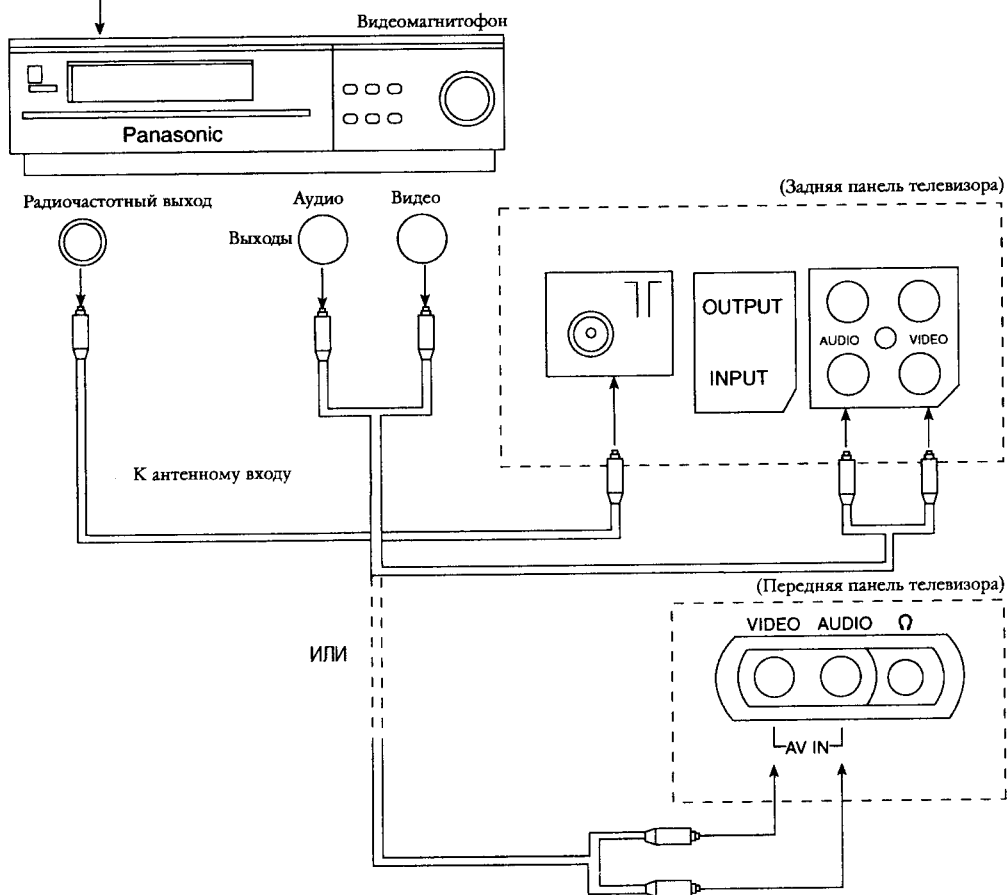 Видеомагнитофон
Panasonic
Радиочастотный выход
Аудио
Видео
Выходы
(Задняя панель телевизора)
OUTPUT
INPUT
AUDIO
VIDEO
К антенному входу
(Передняя панель телевизора)
ИЛИ
VIDEO AUDIO Ω
AV IN